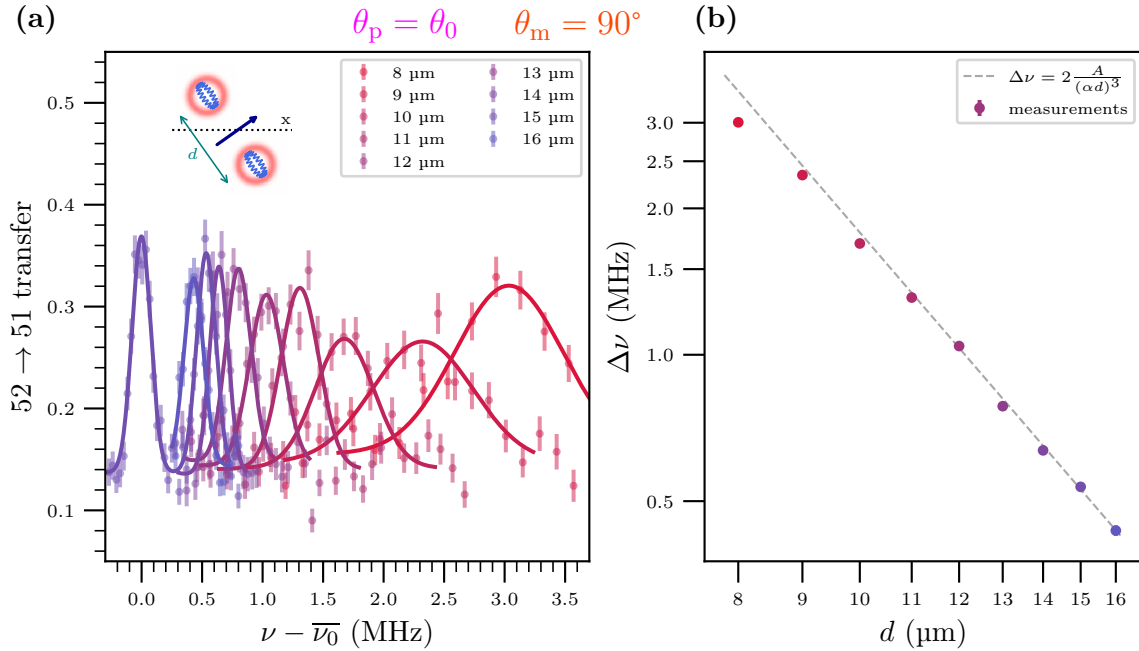 (a)
θp = θ0
θm = 90°
(b)
8 µm
9 µm
10 µm
11 µm
12 µm
13 µm
14 µm
15 µm
16 µm
x
d
0.5
0.4
0.3
0.2
0.1
52 → 51 transfer
0.0 0.5 1.0 1.5 2.0 2.5 3.0 3.5
ν − ν̅₀ (MHz)
Δν = 2 A/(αd)³
measurements
3.0
2.5
2.0
1.5
1.0
0.5
Δν (MHz)
8 9 10 11 12 13 14 15 16
d (µm)